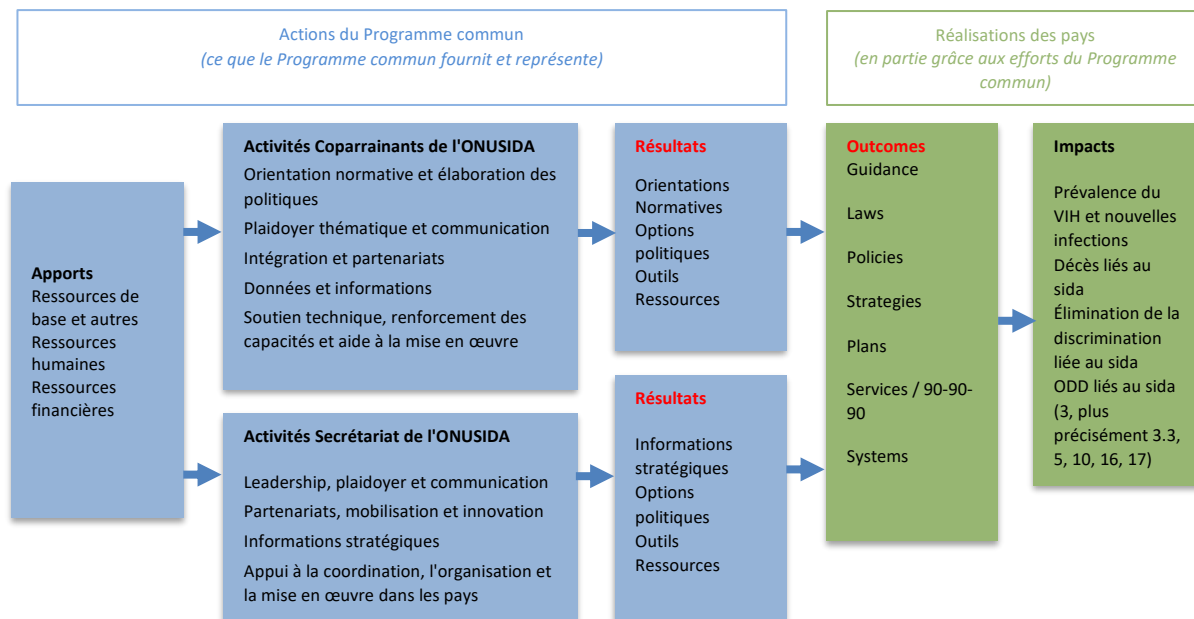 Actions du Programme commun
(ce que le Programme commun fournit et représente)
Réalisations des pays
(en partie grâce aux efforts du Programme
commun)
Apports
Ressources de
base et autres
Ressources
humaines
Ressources
financières
Activités Coparrainants de l'ONUSIDA
Orientation normative et élaboration des
politiques
Plaidoyer thématique et communication
Intégration et partenariats
Données et informations
Soutien technique, renforcement des
capacités et aide à la mise en œuvre
Résultats
Orientations
Normatives
Options
politiques
Outils
Ressources
Activités Secrétariat de l'ONUSIDA
Leadership, plaidoyer et communication
Partenariats, mobilisation et innovation
Informations stratégiques
Appui à la coordination, l'organisation et
la mise en œuvre dans les pays
Résultats
Informations
stratégiques
Options
politiques
Outils
Ressources
Outcomes
Guidance
Laws
Policies
Strategies
Plans
Services / 90-90-
90
Systems
Impacts
Prévalence du
VIH et nouvelles
infections
Décès liés au
sida
Élimination de la
discrimination
liée au sida
ODD liés au sida
(3, plus
précisément 3.3,
5, 10, 16, 17)